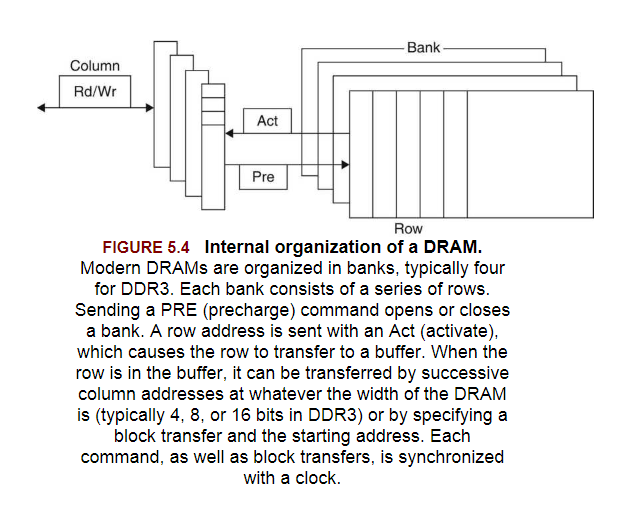 Bank
Column
Rd/Wr
Act
Pre
Row
FIGURE 5.4 Internal organization of a DRAM.
Modern DRAMs are organized in banks, typically four
for DDR3. Each bank consists of a series of rows.
Sending a PRE (precharge) command opens or closes
a bank. A row address is sent with an Act (activate),
which causes the row to transfer to a buffer. When the
row is in the buffer, it can be transferred by successive
column addresses at whatever the width of the DRAM
is (typically 4, 8, or 16 bits in DDR3) or by specifying a
block transfer and the starting address. Each
command, as well as block transfers, is synchronized
with a clock.